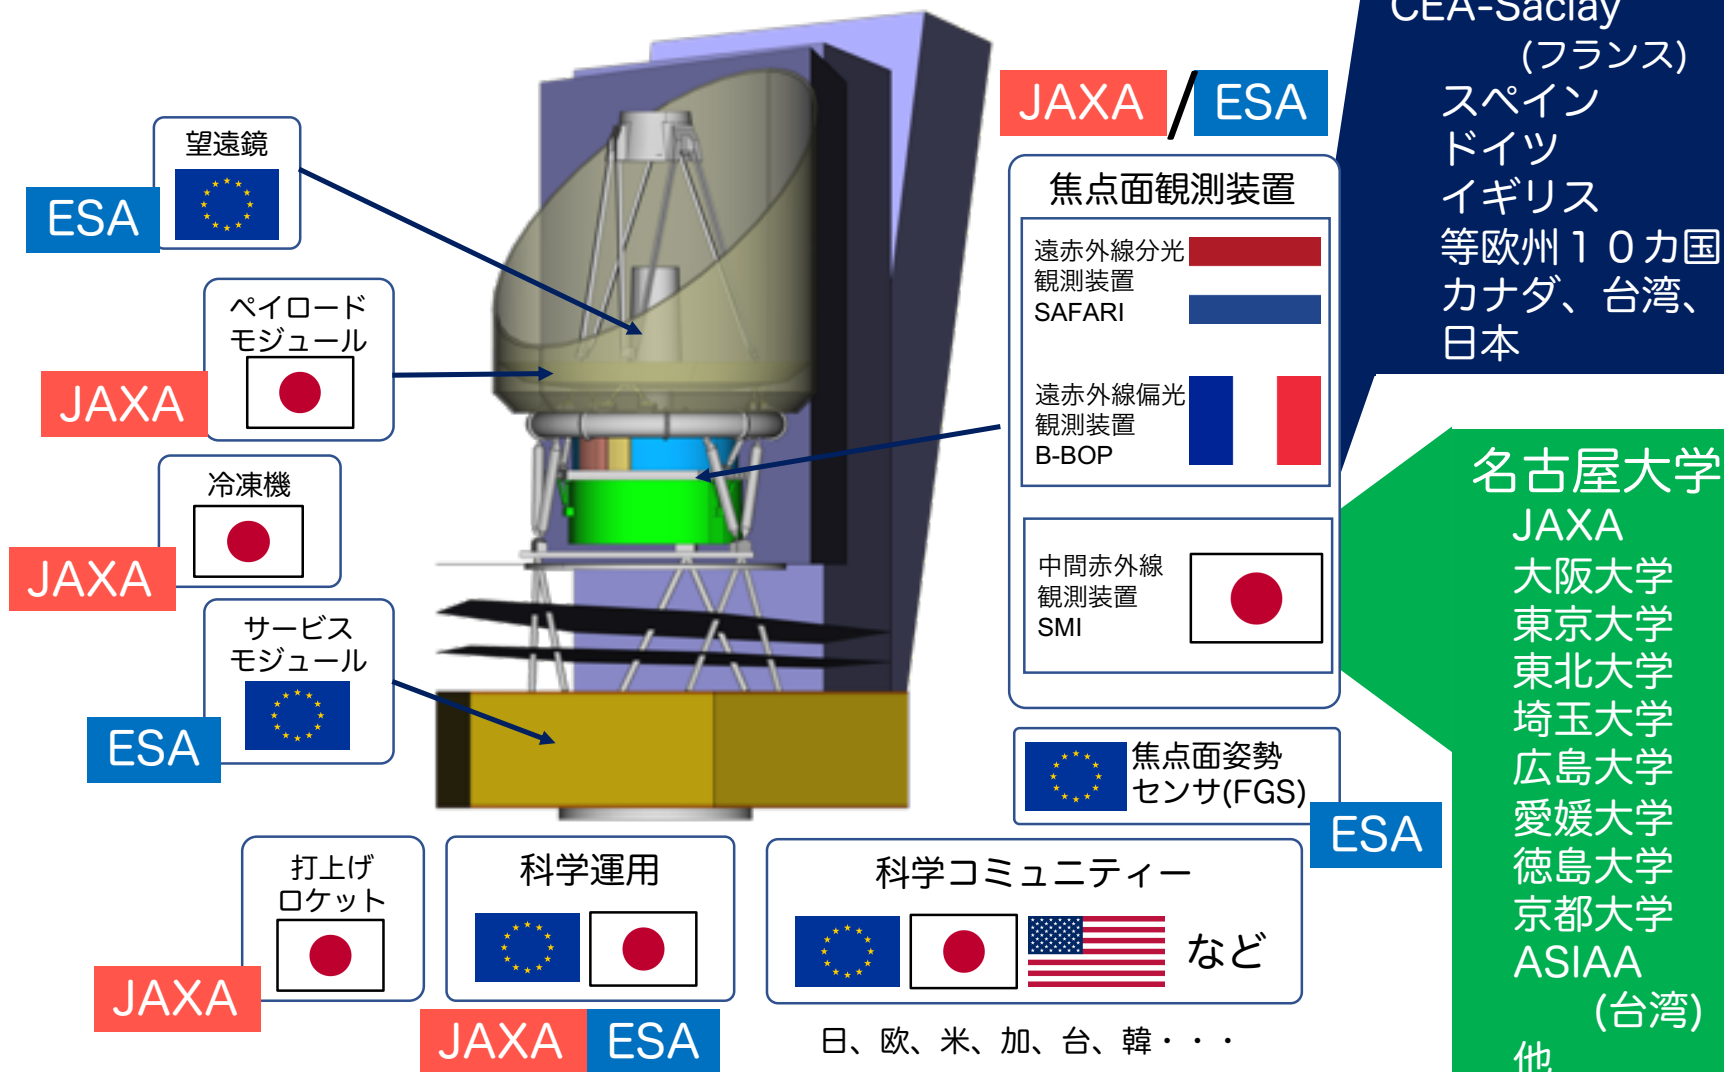 望遠鏡
ESA
ペイロード
モジュール
JAXA
冷凍機
JAXA
サービス
モジュール
ESA
打上げ
ロケット
JAXA
科学運用
JAXA ESA
科学コミュニティー
など
日、欧、米、加、台、韓・・・
JAXA / ESA
焦点面観測装置
遠赤外線分光
観測装置
SAFARI
遠赤外線偏光
観測装置
B-BOP
中間赤外線
観測装置
SMI
焦点面姿勢
センサ(FGS)
ESA
CEA-Saclay
(フランス)
スペイン
ドイツ
イギリス
等欧州１０カ国
カナダ、台湾、
日本
名古屋大学
JAXA
大阪大学
東京大学
東北大学
埼玉大学
広島大学
愛媛大学
徳島大学
京都大学
ASIAA
(台湾)
他